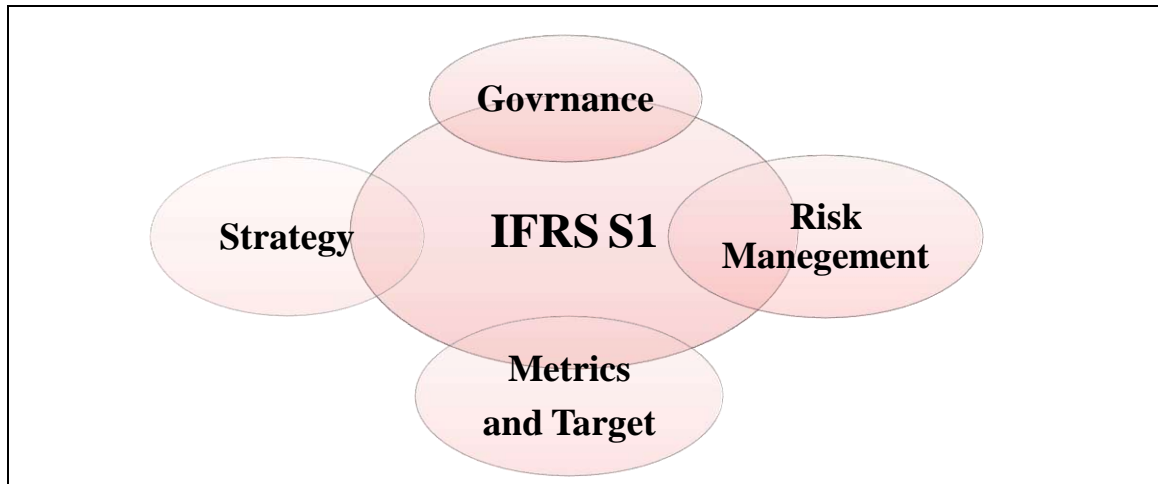 Govrnance
Strategy
IFRS S1
Risk
Manegement
Metrics
and Target